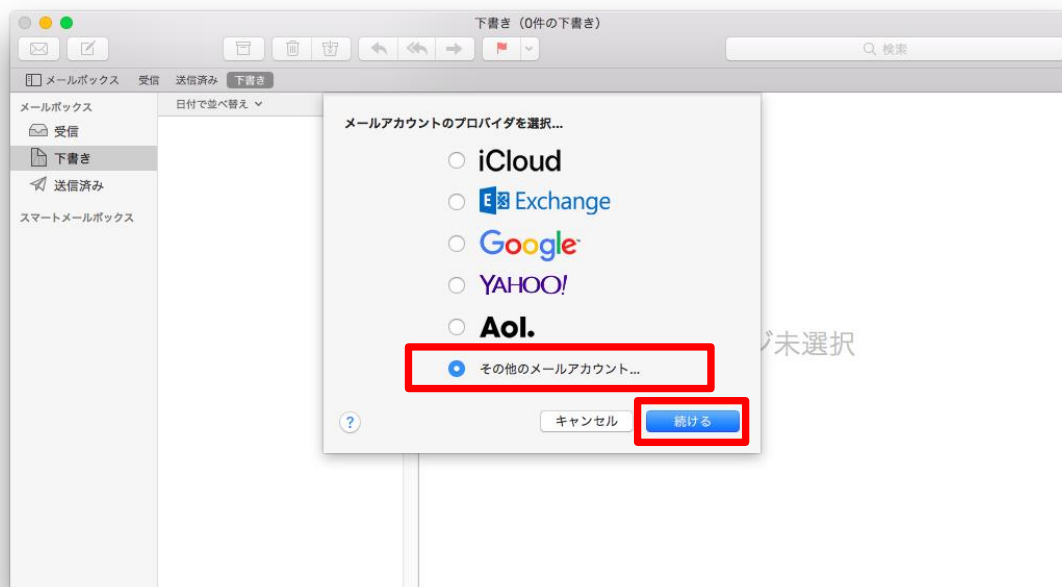 下書き（0件の下書き）
検索
メールボックス 受信 送信済み 下書き
メールボックス
受信
下書き
送信済み
スマートメールボックス
日付で並べ替え
メールアカウントのプロバイダを選択...
iCloud
Exchange
Google
YAHOO!
Aol.
その他のメールアカウント...
? キャンセル 続ける
ジ未選択